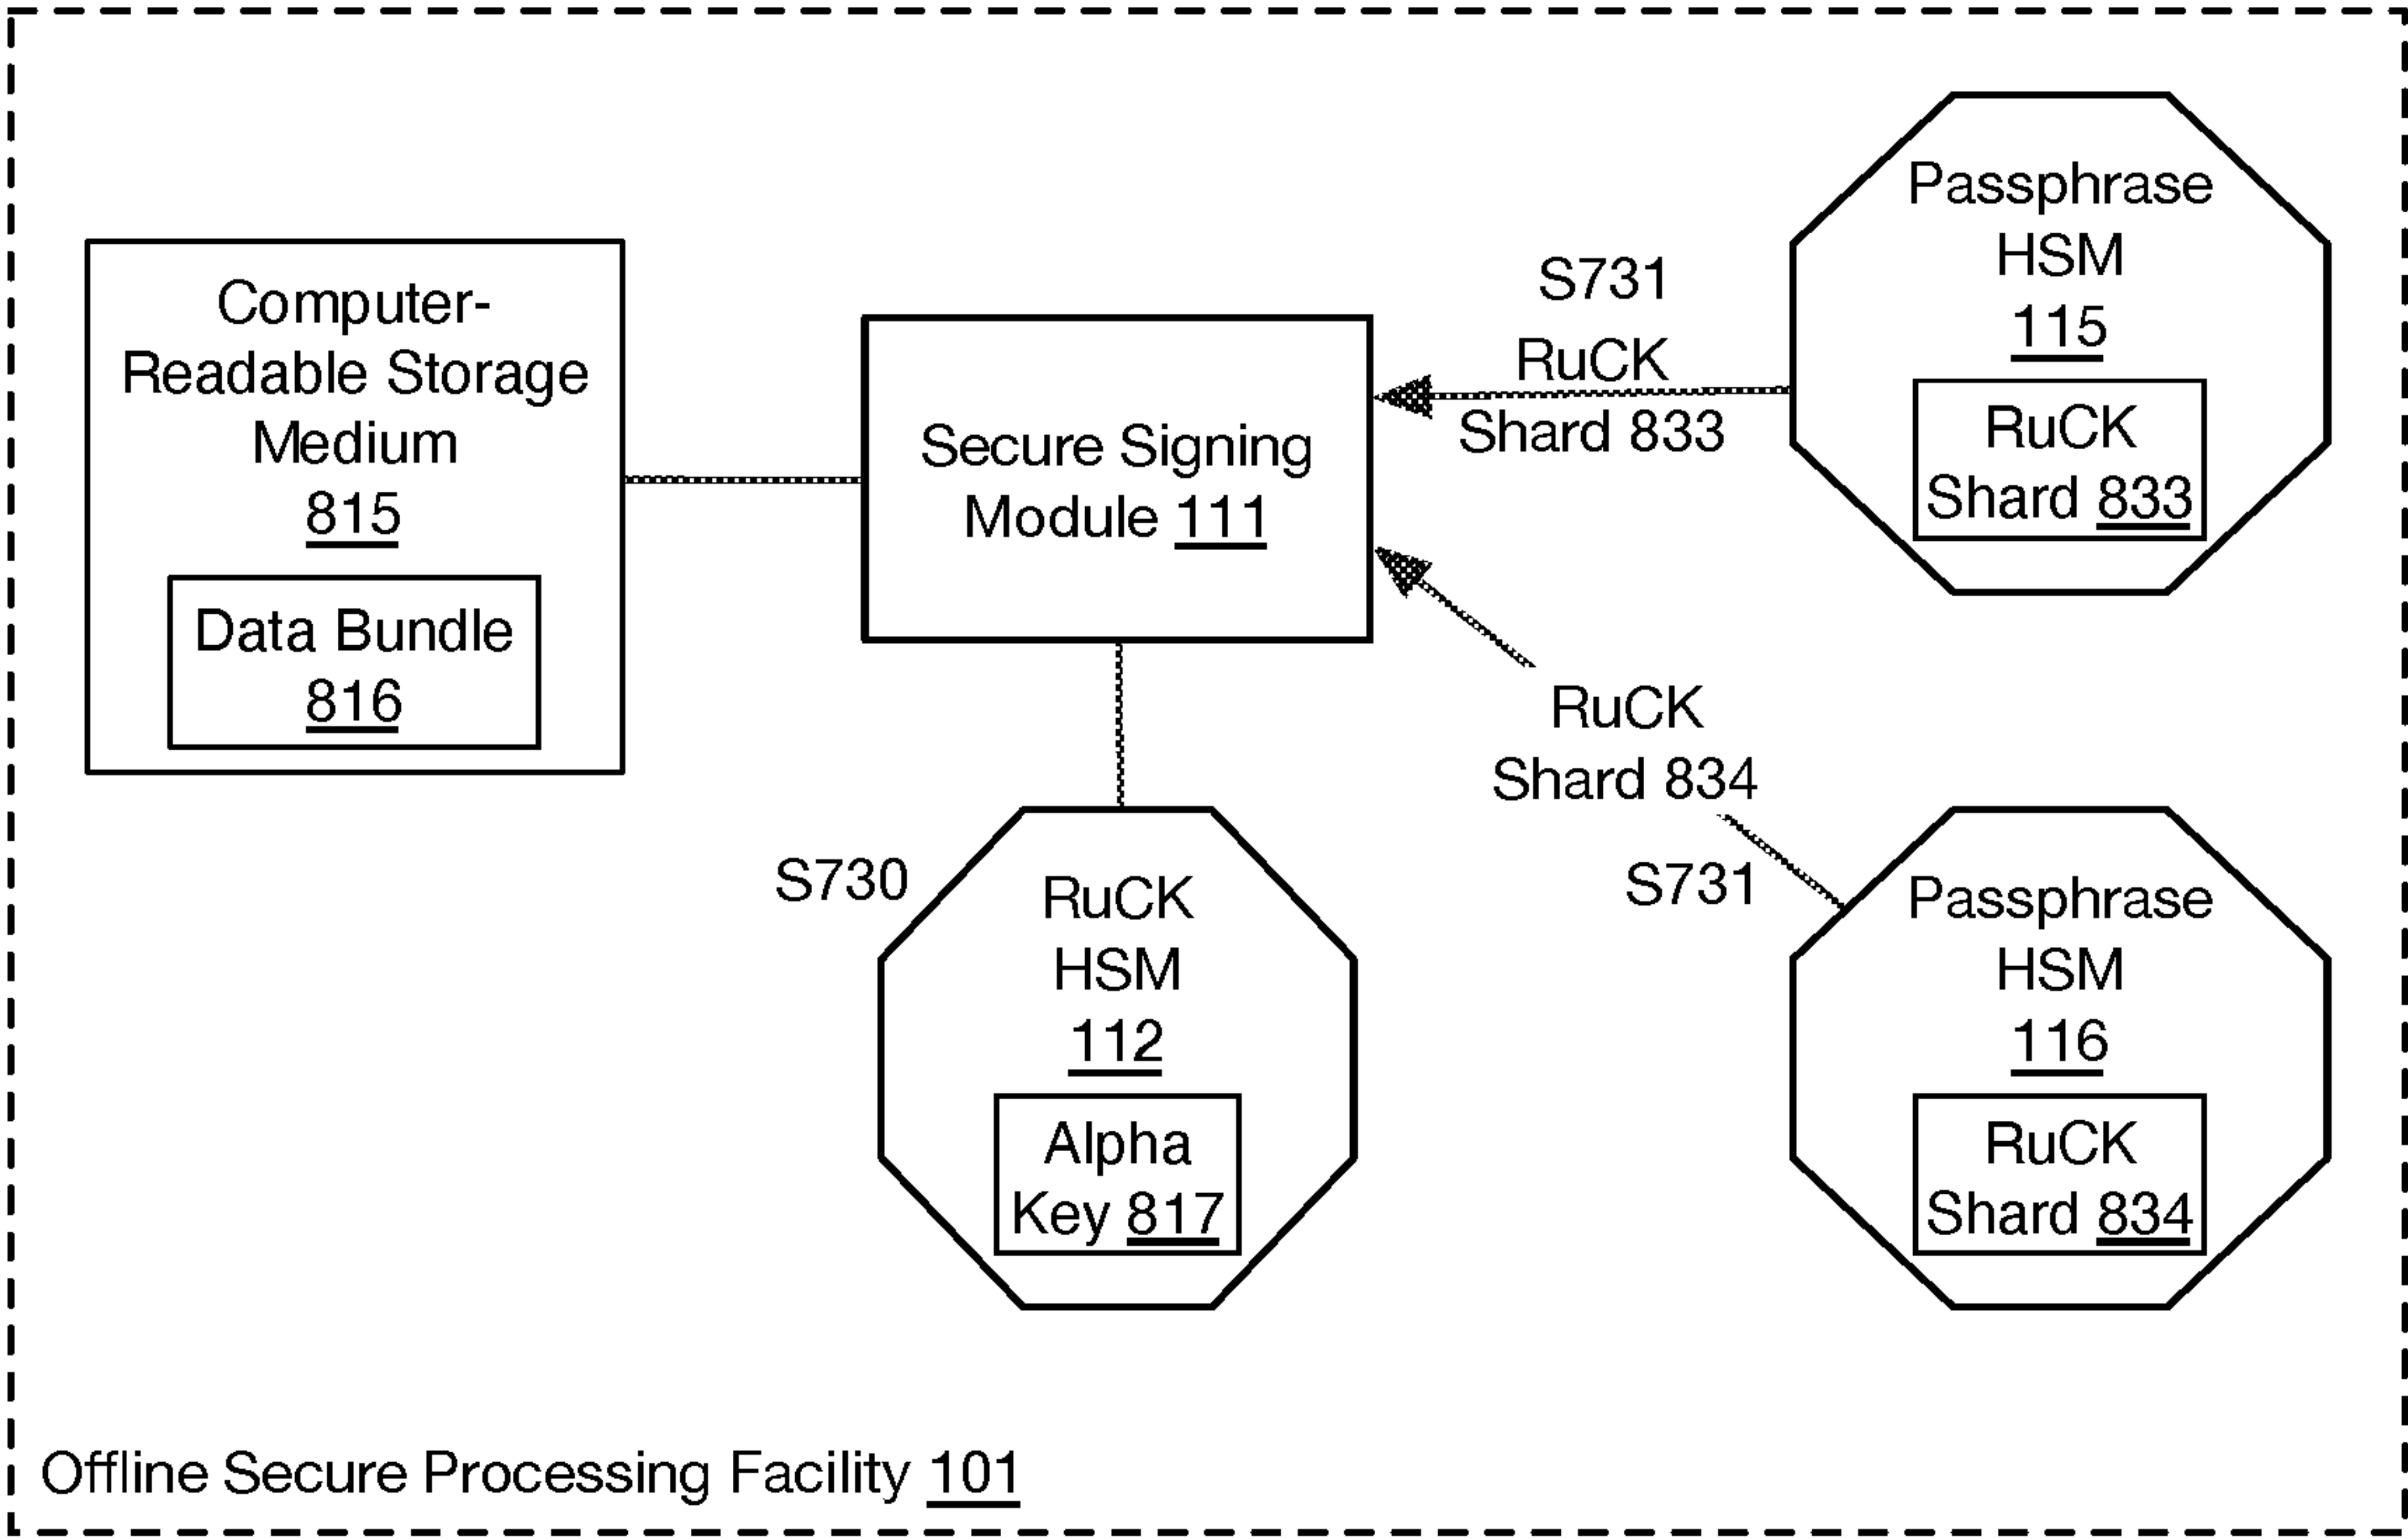 Computer-
Readable Storage
Medium
815
Data Bundle
816
Secure Signing
Module 111
S731
RuCK
Shard 833
Passphrase
HSM
115
RuCK
Shard 833
RuCK
Shard 834
S731
Passphrase
HSM
116
RuCK
Shard 834
S730
RuCK
HSM
112
Alpha
Key 817
Offline Secure Processing Facility 101